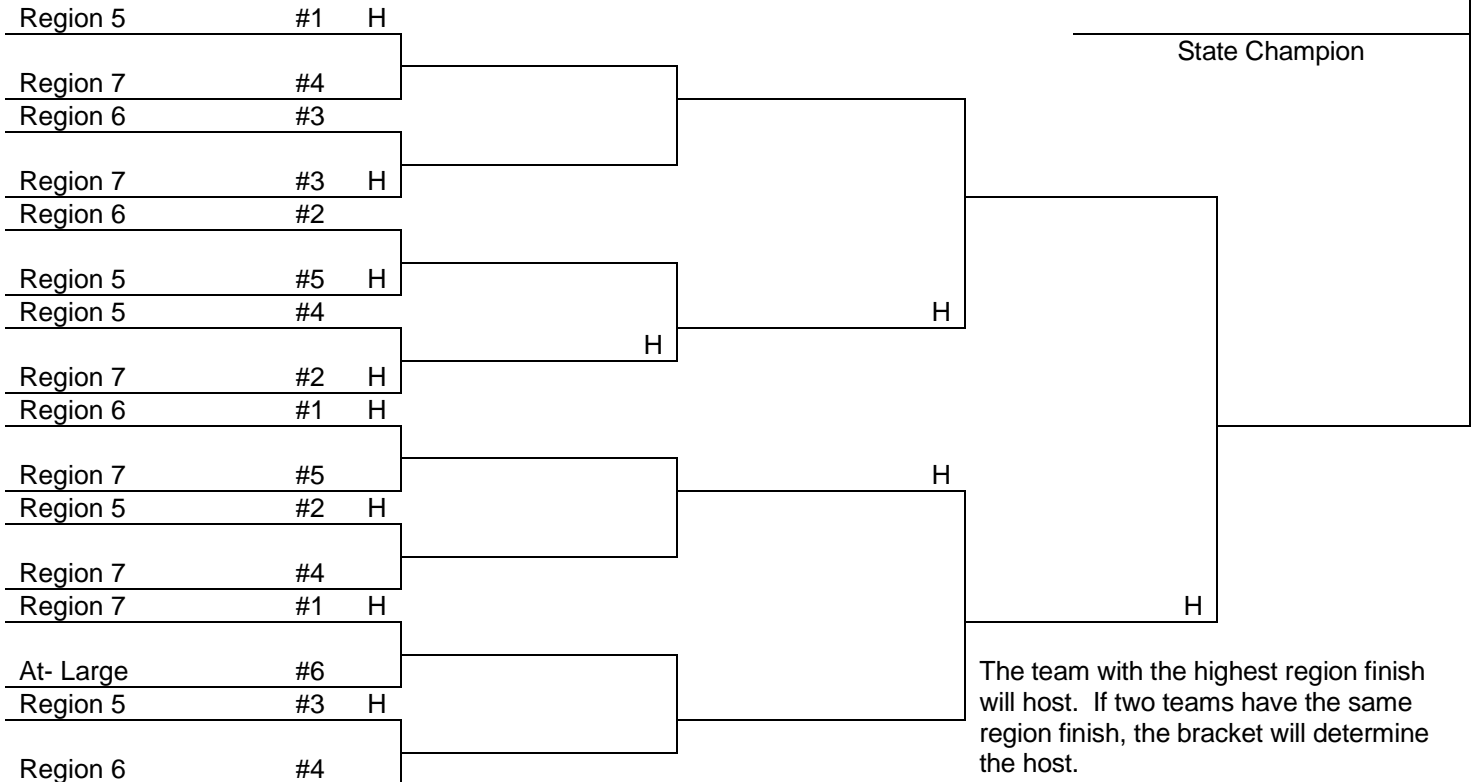 Region 5 #1 H
State Champion
Region 7 #4
Region 6 #3
Region 7 #3 H
Region 6 #2
Region 5 #5 H
Region 5 #4
H
H
Region 7 #2 H
Region 6 #1 H
Region 7 #5
H
Region 5 #2 H
Region 7 #4
Region 7 #1 H
H
At- Large #6
Region 5 #3 H
Region 6 #4
The team with the highest region finish
will host. If two teams have the same
region finish, the bracket will determine
the host.